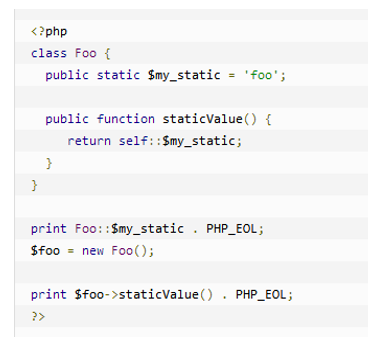 <?php
class Foo {
public static $my_static = 'foo';
public function staticValue() {
return self::$my_static;
}
}
print Foo::$my_static . PHP_EOL;
$foo = new Foo();
print $foo->staticValue() . PHP_EOL;
?>